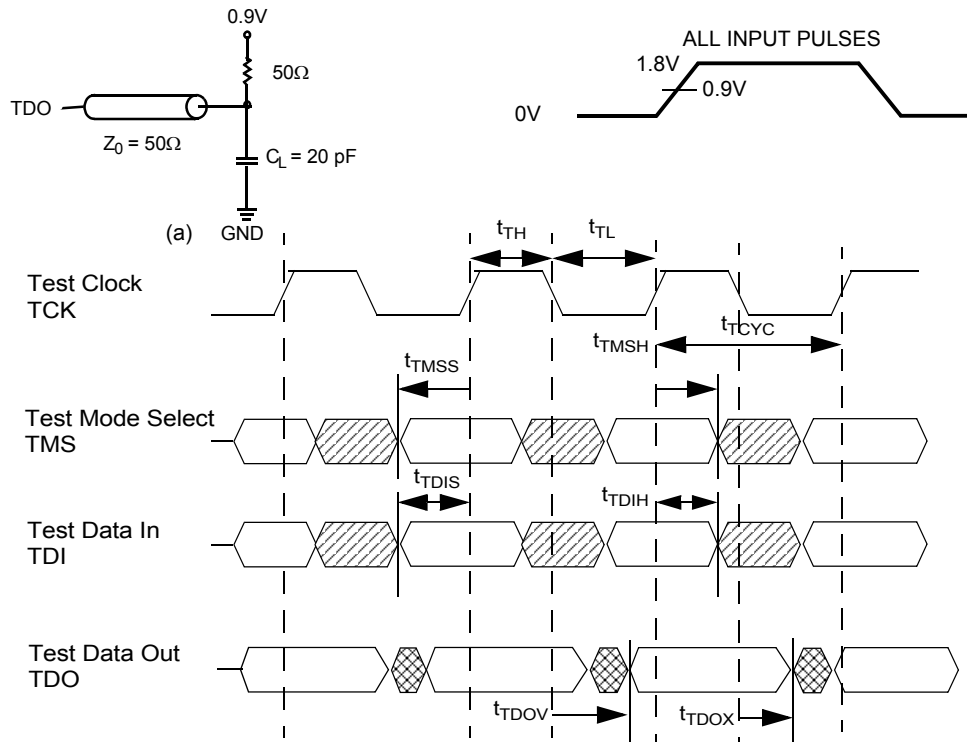 0.9V
50Ω
TDO
Z0 = 50Ω
CL = 20 pF
(a)
GND
ALL INPUT PULSES
1.8V
0.9V
0V
tTH
tTL
Test Clock
TCK
tTCYC
tTMSH
tTMSS
Test Mode Select
TMS
tTDIS
tTDIH
Test Data In
TDI
Test Data Out
TDO
tTDOV
tTDOX